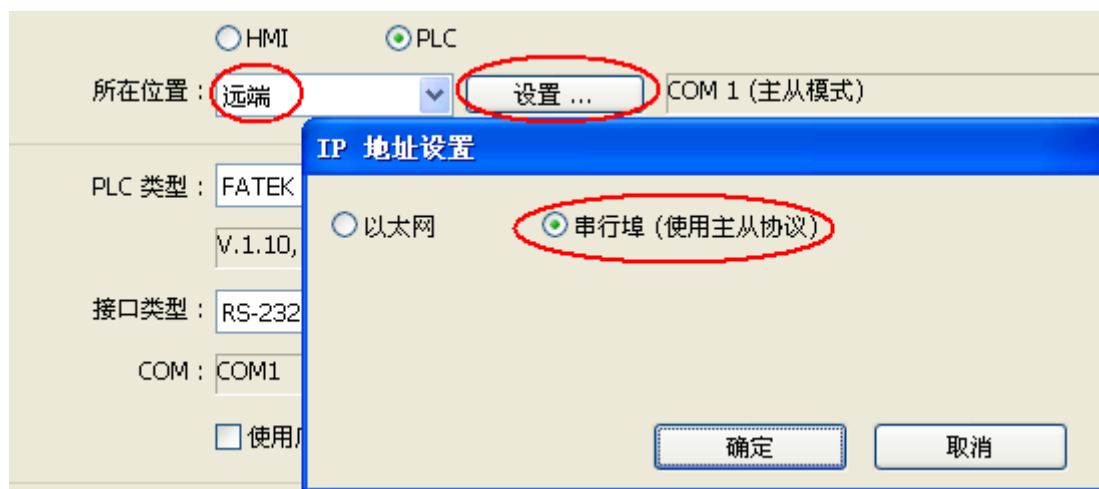 HMI PLC
所在位置： 远端 设置 ... COM 1 (主从模式)
IP 地址设置
PLC 类型： FATEK
以太网 串行埠 (使用主从协议)
V.1.10,
接口类型： RS-232
COM： COM1
使用
确定 取消